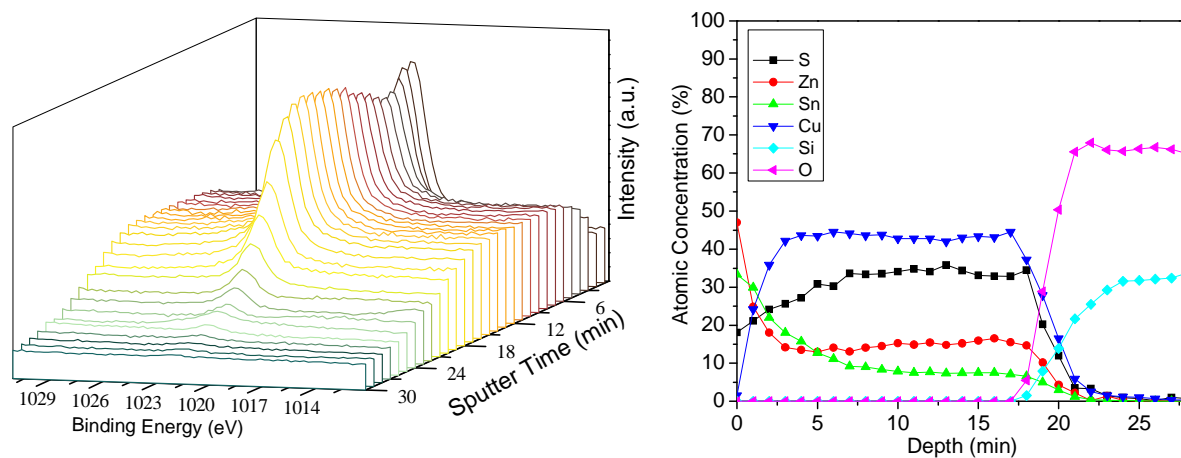 Intensity (a.u.)
6
12
18
24
30
Sputter Time (min)
1029
1026
1023
1020
1017
1014
Binding Energy (eV)
100
90
80
70
60
50
40
30
20
10
0
Atomic Concentration (%)
S
Zn
Sn
Cu
Si
O
0 5 10 15 20 25
Depth (min)